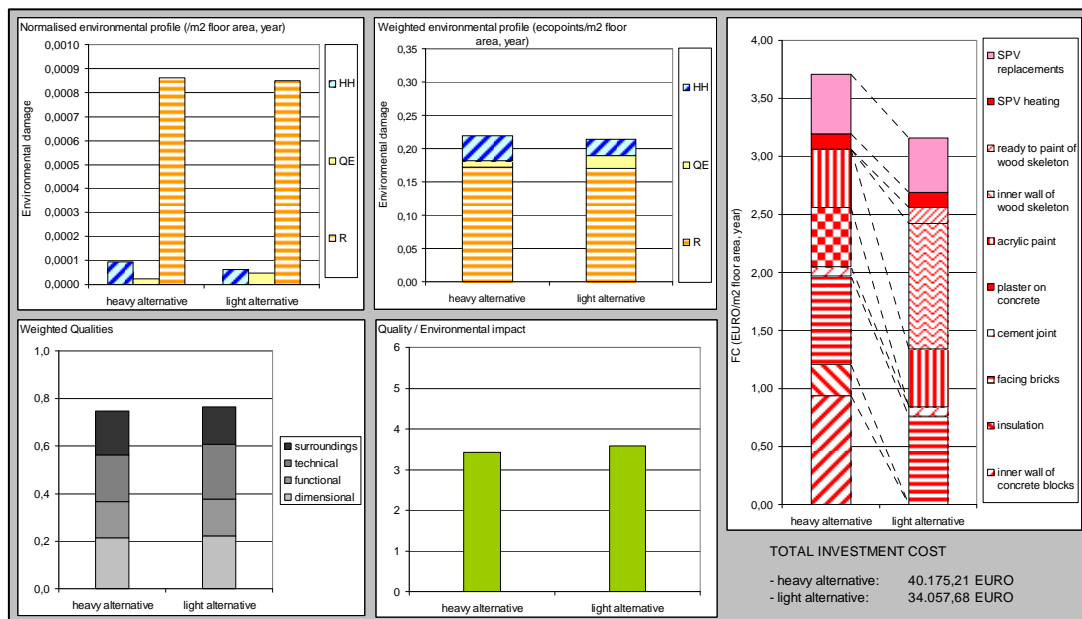 Normalised environmental profile (/m2 floor area, year)
0,0010
0,0009
0,0008
0,0007
0,0006
0,0005
0,0004
0,0003
0,0002
0,0001
0,0000
Environmental damage
heavy alternative
light alternative
HH
QE
R
Weighted environmental profile (ecopoints/m2 floor
area, year)
0,35
0,30
0,25
0,20
0,15
0,10
0,05
0,00
Environmental damage
heavy alternative
light alternative
HH
QE
R
4,00
3,50
3,00
2,50
2,00
1,50
1,00
0,50
0,00
FC (EURO/m2 floor area, year)
heavy alternative
light alternative
SPV
replacements
SPV heating
ready to paint of
wood skeleton
inner wall of
wood skeleton
acrylic paint
plaster on
concrete
cement joint
facing bricks
insulation
inner wall of
concrete blocks
Weighted Qualities
1,0
0,8
0,6
0,4
0,2
0,0
heavy alternative
light alternative
surroundings
technical
functional
dimensional
Quality / Environmental impact
6
5
4
3
2
1
0
heavy alternative
light alternative
TOTAL INVESTMENT COST
- heavy alternative: 40.175,21 EURO
- light alternative: 34.057,68 EURO